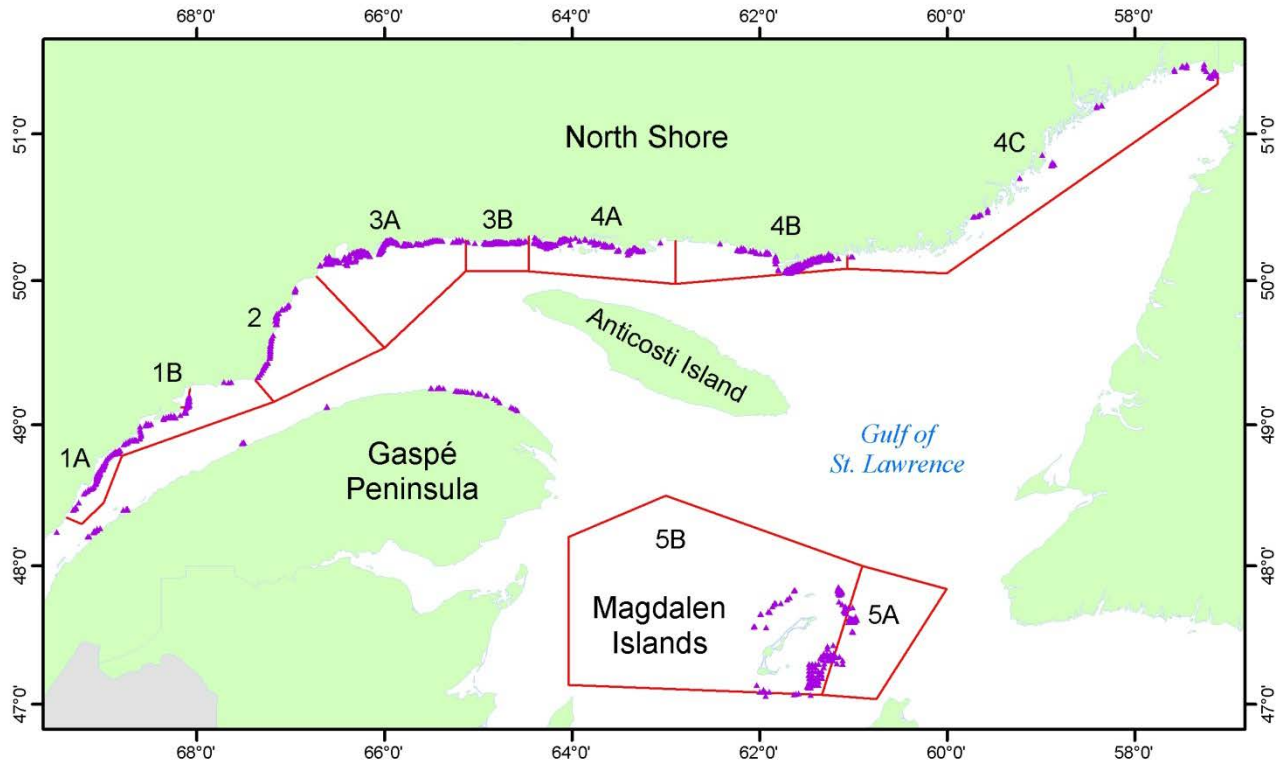 68°0'
66°0'
64°0'
62°0'
60°0'
58°0'
51°0'
51°0'
North Shore
4C
3A
3B
4A
4B
50°0'
50°0'
2
Anticosti Island
1B
49°0'
49°0'
1A
Gaspé
Peninsula
Gulf of
St. Lawrence
5B
48°0'
48°0'
Magdalen
Islands
5A
47°0'
47°0'
68°0'
66°0'
64°0'
62°0'
60°0'
58°0'